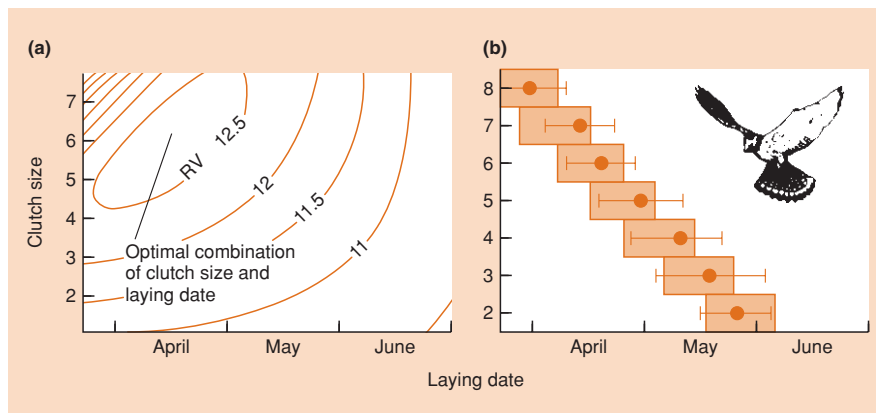 (a)
7
6
5
4
3
2
Clutch size
RV 12.5
12
11.5
11
Optimal combination
of clutch size and
laying date
April May June
(b)
8
7
6
5
4
3
2
April May June
Laying date